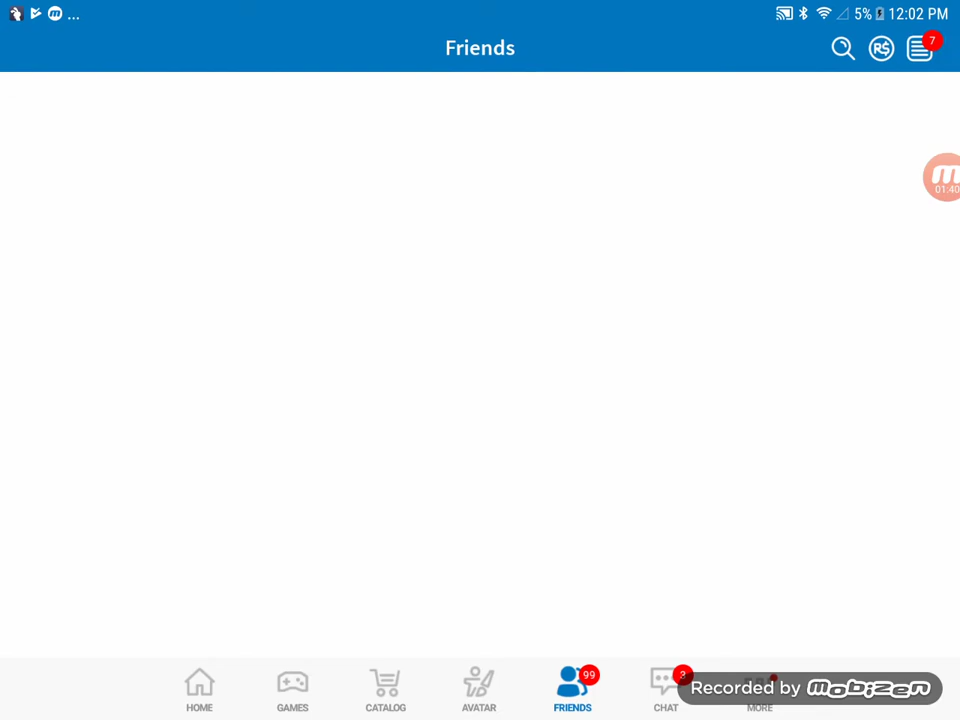 ... 5% 12:02 PM
Friends
R$ 7
m 01:40
99 3
HOME GAMES CATALOG AVATAR FRIENDS CHAT MORE
Recorded by mobizen